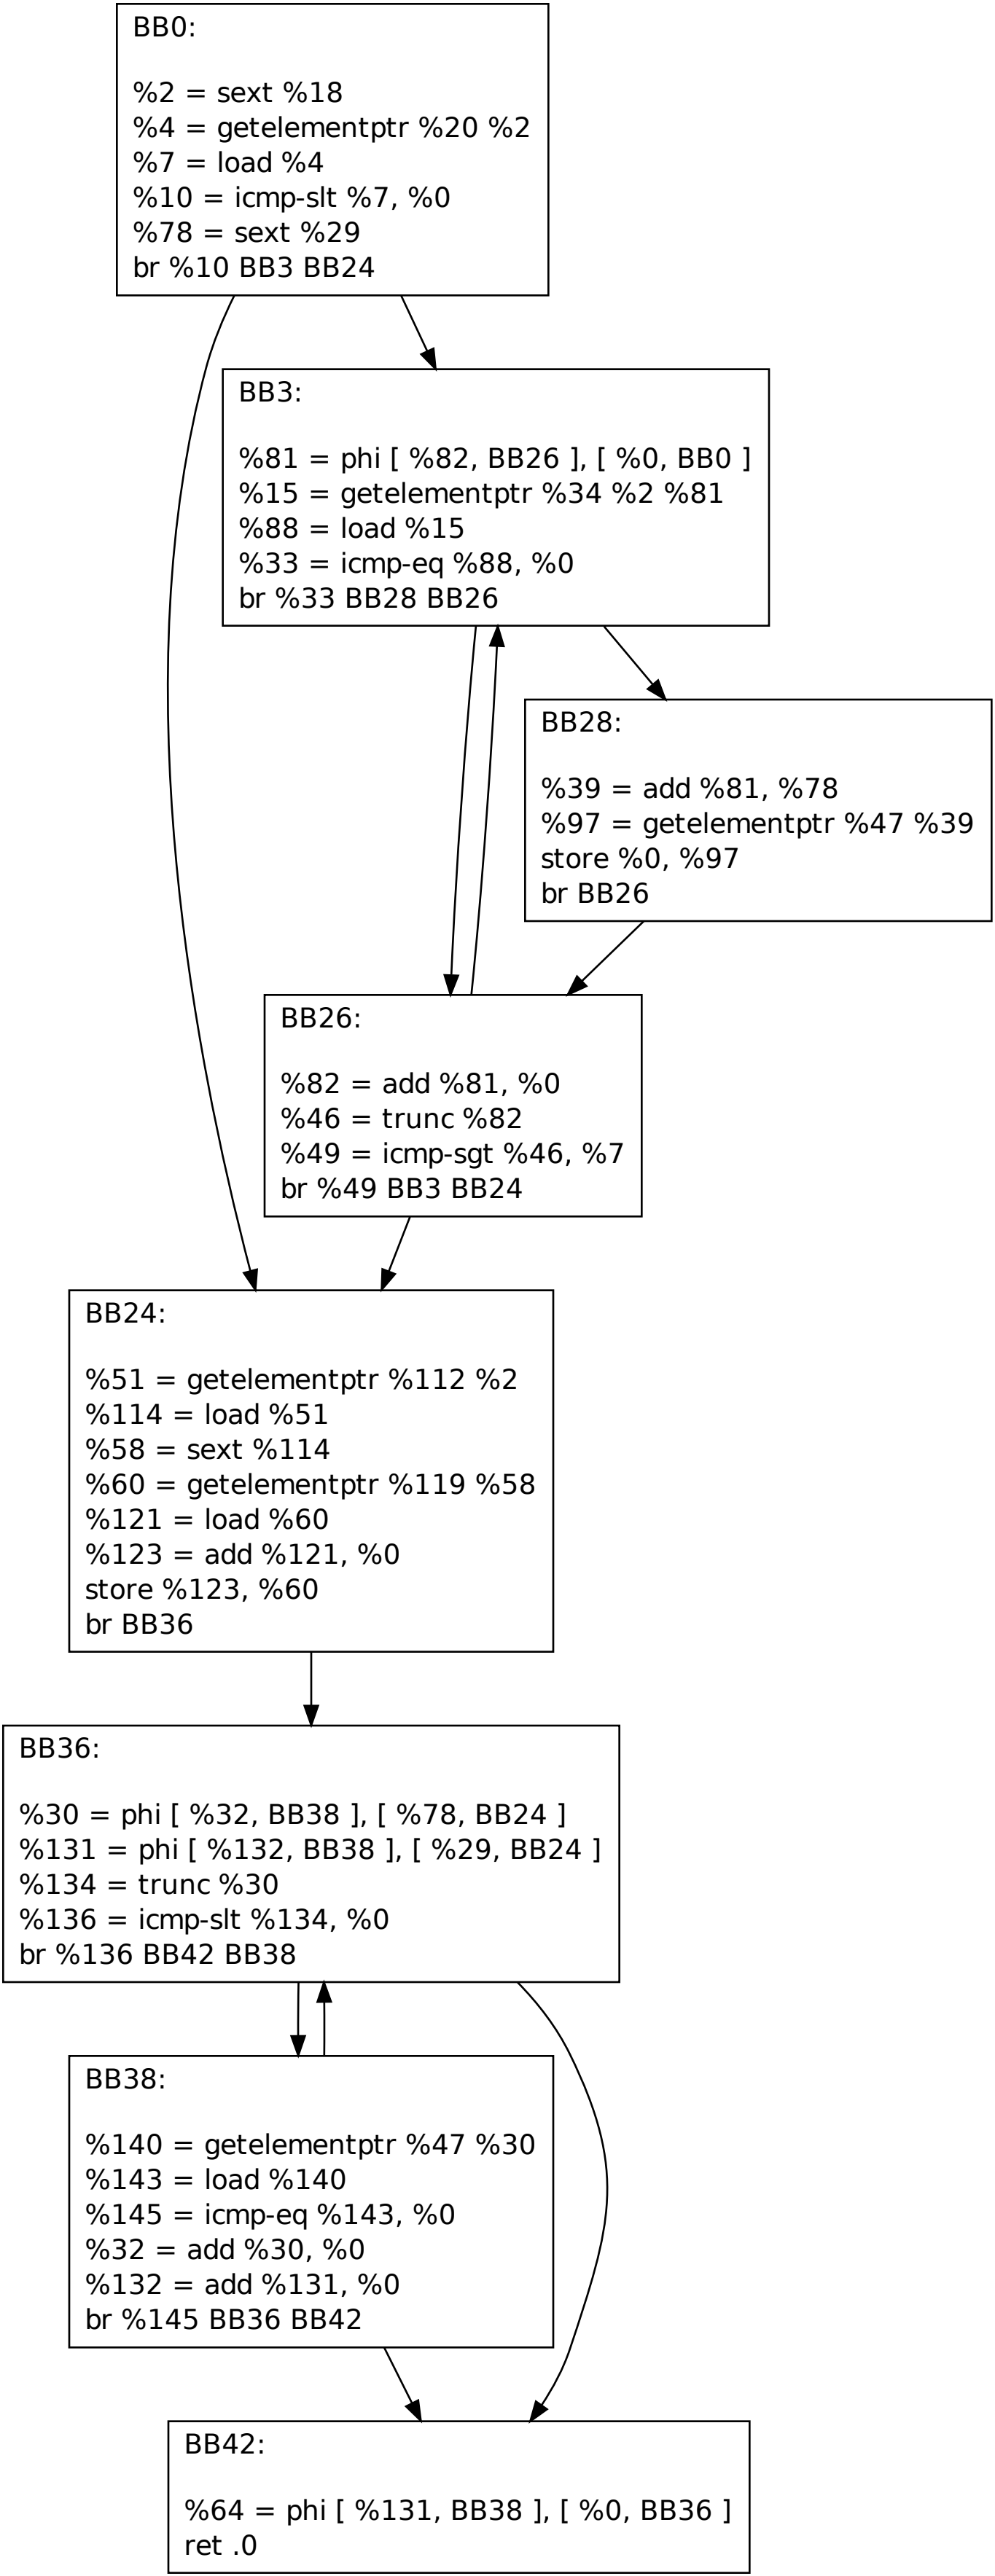 BB0:
%2 = sext %18
%4 = getelementptr %20 %2
%7 = load %4
%10 = icmp-slt %7, %0
%78 = sext %29
br %10 BB3 BB24
BB3:
%81 = phi [ %82, BB26 ], [ %0, BB0 ]
%15 = getelementptr %34 %2 %81
%88 = load %15
%33 = icmp-eq %88, %0
br %33 BB28 BB26
BB28:
%39 = add %81, %78
%97 = getelementptr %47 %39
store %0, %97
br BB26
BB26:
%82 = add %81, %0
%46 = trunc %82
%49 = icmp-sgt %46, %7
br %49 BB3 BB24
BB24:
%51 = getelementptr %112 %2
%114 = load %51
%58 = sext %114
%60 = getelementptr %119 %58
%121 = load %60
%123 = add %121, %0
store %123, %60
br BB36
BB36:
%30 = phi [ %32, BB38 ], [ %78, BB24 ]
%131 = phi [ %132, BB38 ], [ %29, BB24 ]
%134 = trunc %30
%136 = icmp-slt %134, %0
br %136 BB42 BB38
BB38:
%140 = getelementptr %47 %30
%143 = load %140
%145 = icmp-eq %143, %0
%32 = add %30, %0
%132 = add %131, %0
br %145 BB36 BB42
BB42:
%64 = phi [ %131, BB38 ], [ %0, BB36 ]
ret .0